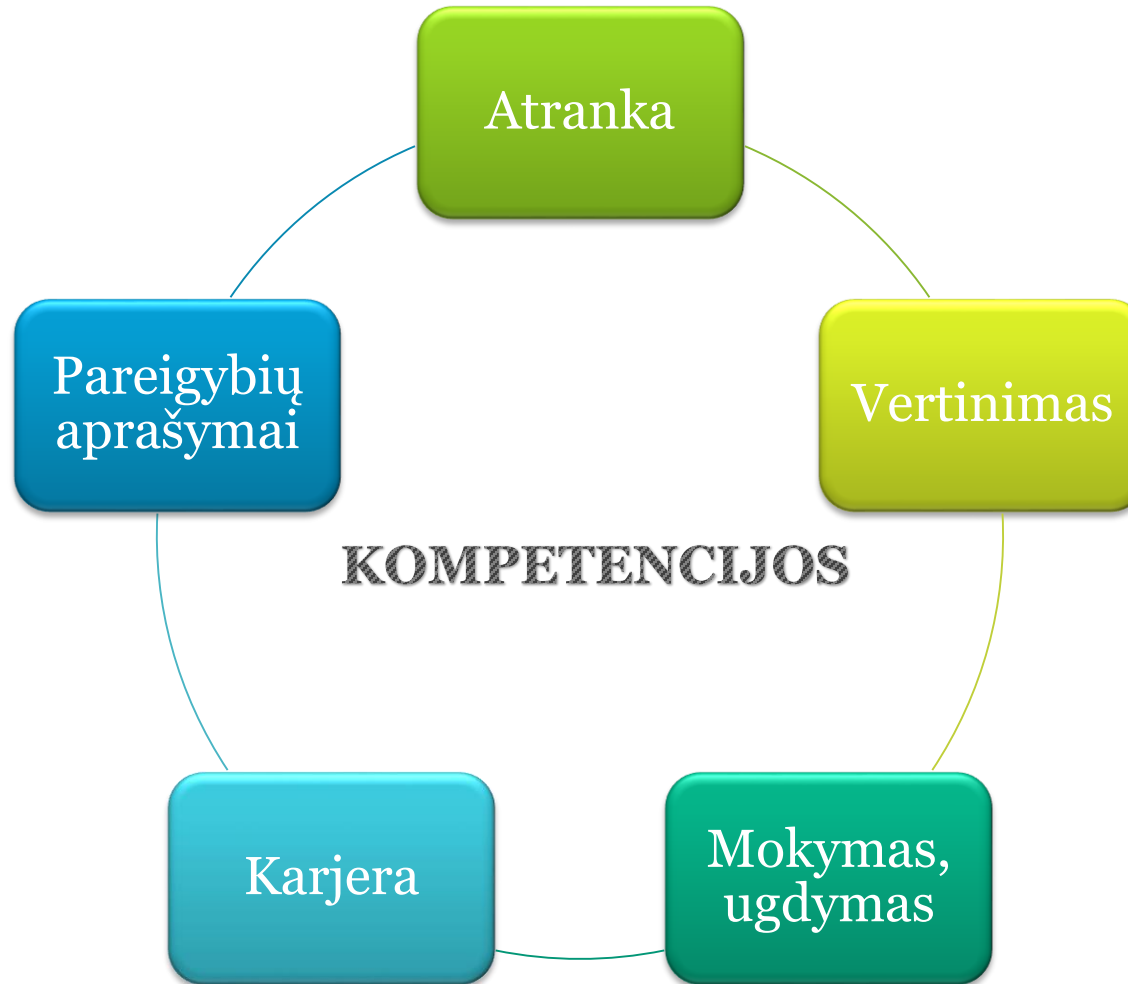 Atranka
Pareigybių
aprašymai
Vertinimas
KOMPETENCIJOS
Karjera
Mokymas,
ugdymas